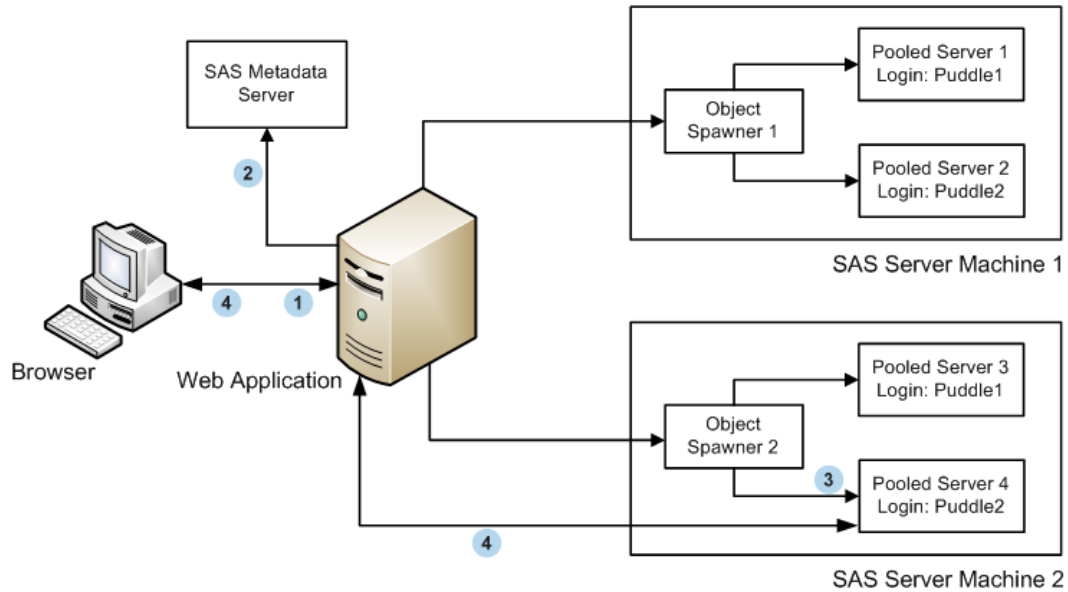 SAS Metadata
Server
2
Browser
4
1
Web Application
Object
Spawner 1
Pooled Server 1
Login: Puddle1
Pooled Server 2
Login: Puddle2
SAS Server Machine 1
Object
Spawner 2
Pooled Server 3
Login: Puddle1
3
Pooled Server 4
Login: Puddle2
4
SAS Server Machine 2